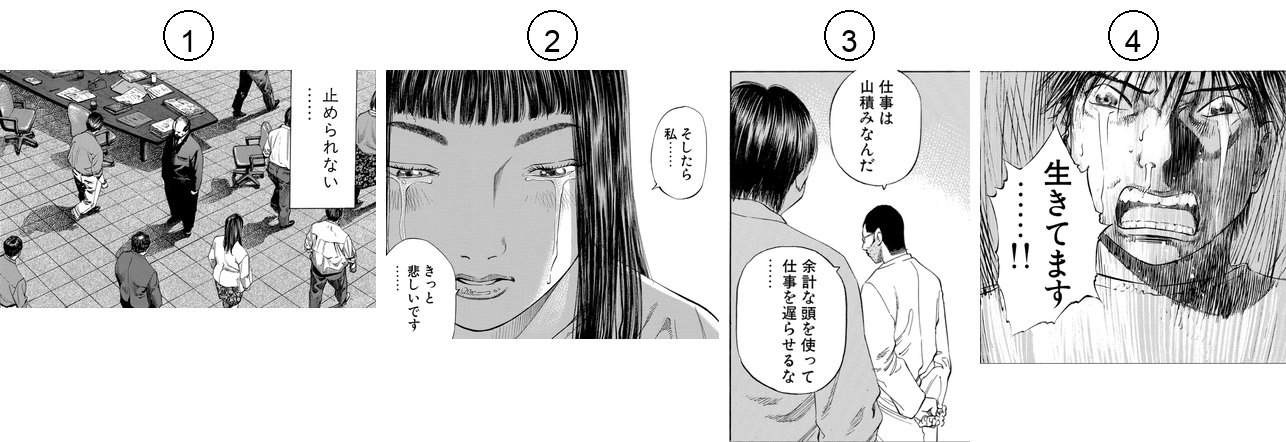 1
止められない
……
2
そしたら
私……
きっと
悲しいです
……
3
仕事は
山積みなんだ
余計な頭を使って
仕事を遅らせるな
……
4
生きてます
……!!